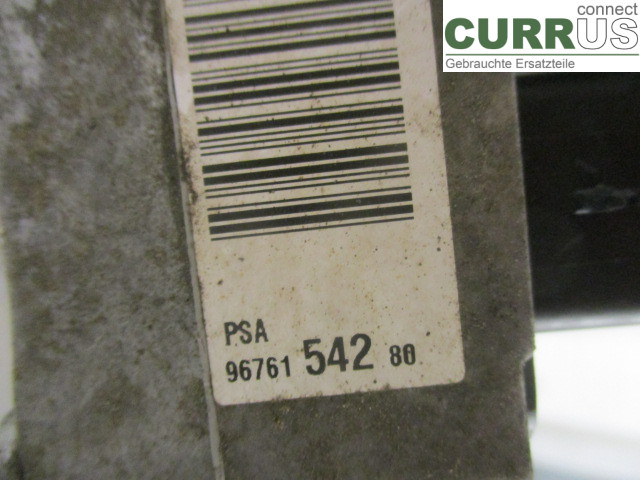 connect
CURRUS
Gebrauchte Ersatzteile
PSA
96761 542 80